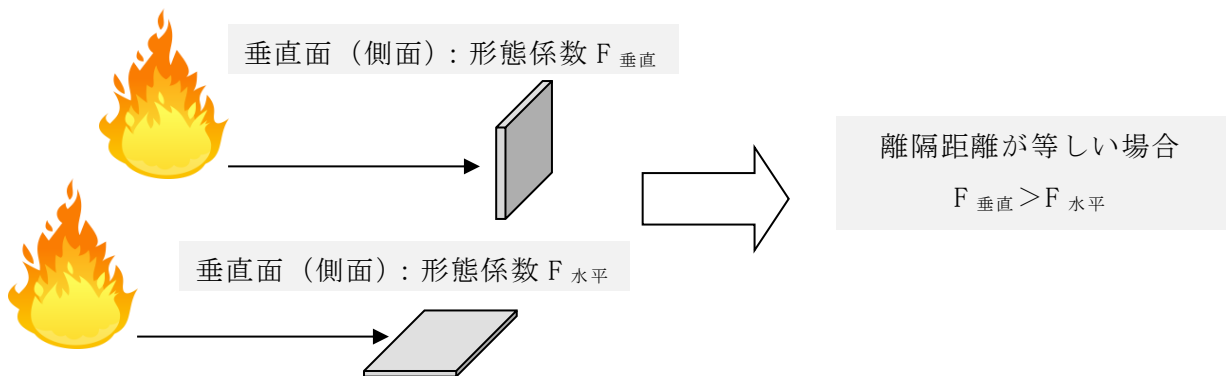 垂直面（側面）：形態係数 F 垂直
離隔距離が等しい場合
F 垂直＞F 水平
垂直面（側面）：形態係数 F 水平